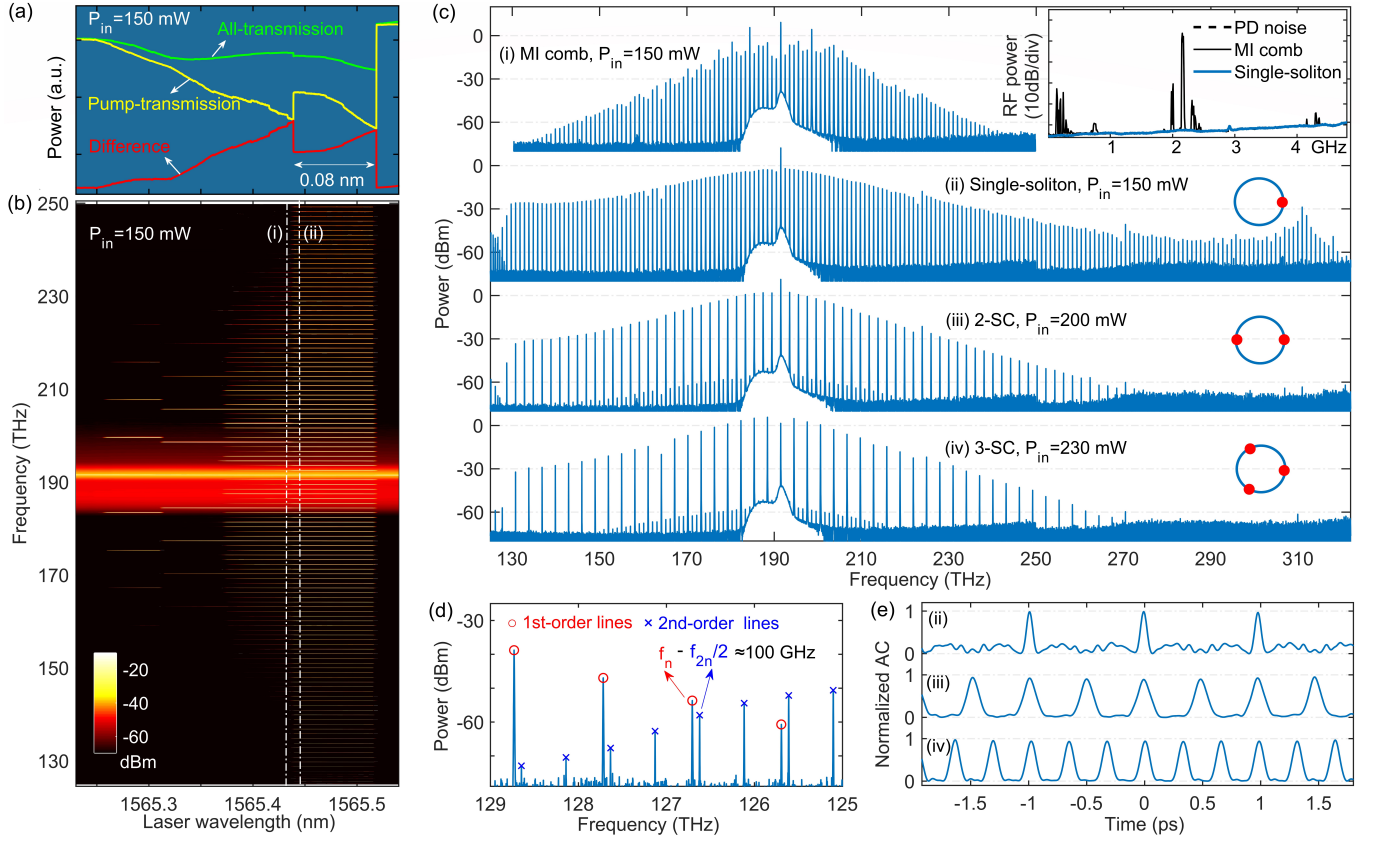 (a)
P_in=150 mW
All-transmission
Pump-transmission
Difference
0.08 nm
Power (a.u.)
(b)
P_in=150 mW
(i)
(ii)
250
230
210
190
170
150
130
Frequency (THz)
-20
-40
-60
dBm
1565.3
1565.4
1565.5
Laser wavelength (nm)
(c)
(i) MI comb, P_in=150 mW
PD noise
MI comb
Single-soliton
RF power
(10dB/div)
1
2
3
4
GHz
(ii) Single-soliton, P_in=150 mW
(iii) 2-SC, P_in=200 mW
(iv) 3-SC, P_in=230 mW
0
-30
-60
0
-30
-60
0
-30
-60
0
-30
-60
Power (dBm)
130
150
170
190
210
230
250
270
290
310
Frequency (THz)
(d)
1st-order lines
2nd-order lines
f_n - f_2n/2 ≈100 GHz
-30
-60
Power (dBm)
129
128
127
126
125
Frequency (THz)
(e)
(ii)
(iii)
(iv)
1
0
1
0
1
0
Normalized AC
-1.5
-1
-0.5
0
0.5
1
1.5
Time (ps)